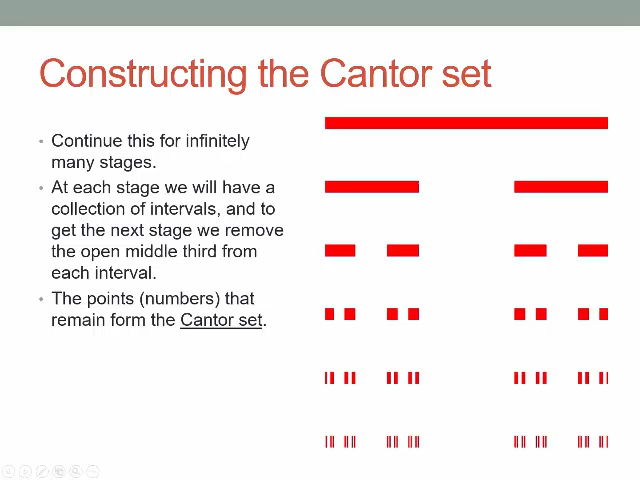 Constructing the Cantor set
• Continue this for infinitely
many stages.
• At each stage we will have a
collection of intervals, and to
get the next stage we remove
the open middle third from
each interval.
• The points (numbers) that
remain form the Cantor set.